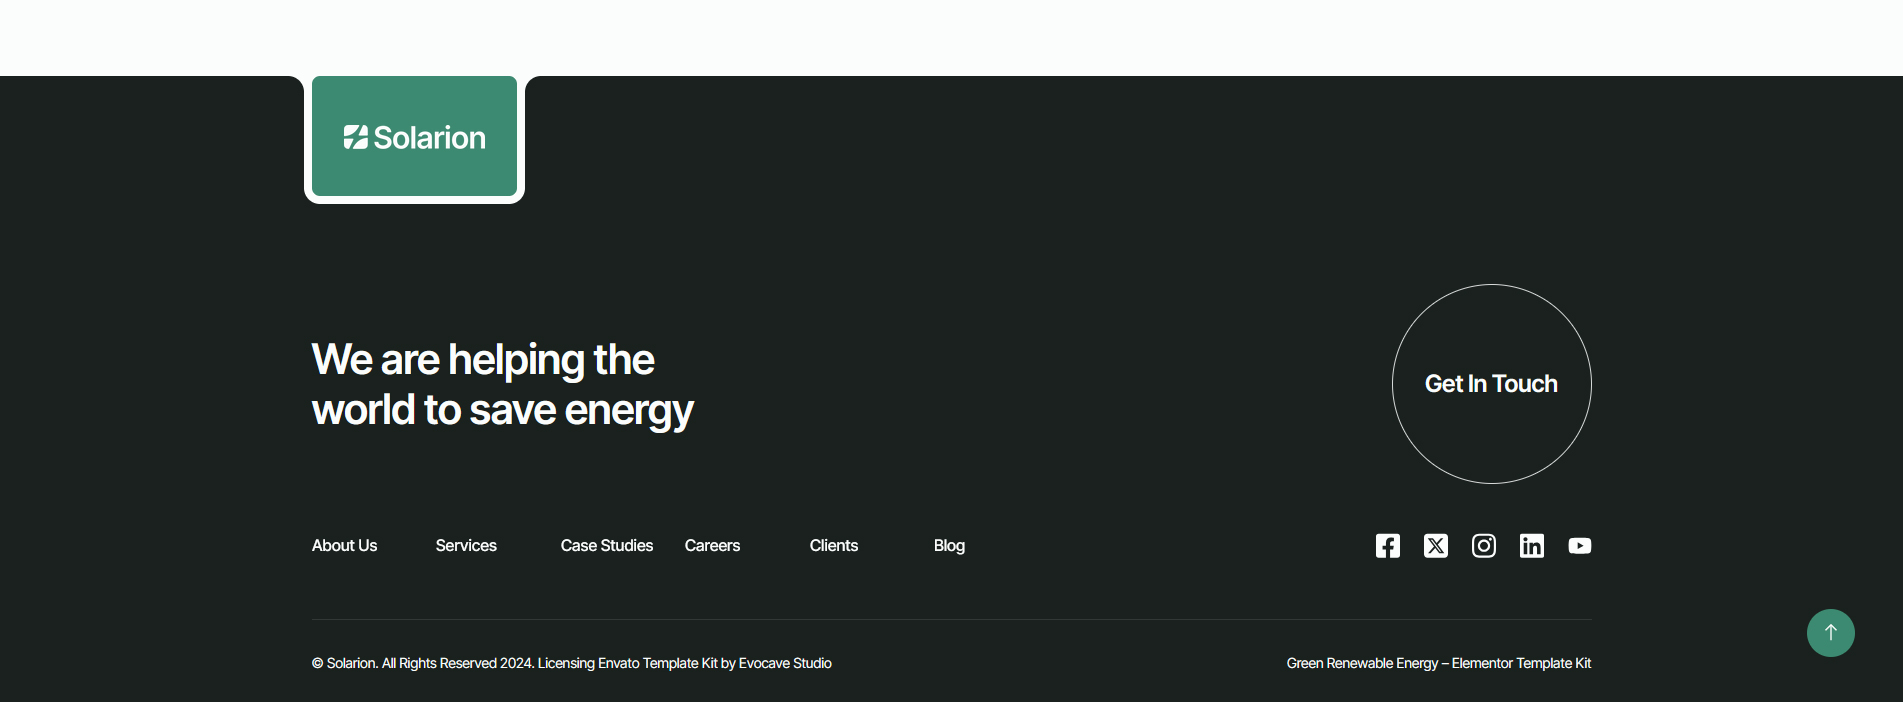 Solarion
We are helping the
world to save energy
Get In Touch
About Us
Services
Case Studies
Careers
Clients
Blog
© Solarion. All Rights Reserved 2024. Licensing Envato Template Kit by Evocave Studio
Green Renewable Energy – Elementor Template Kit